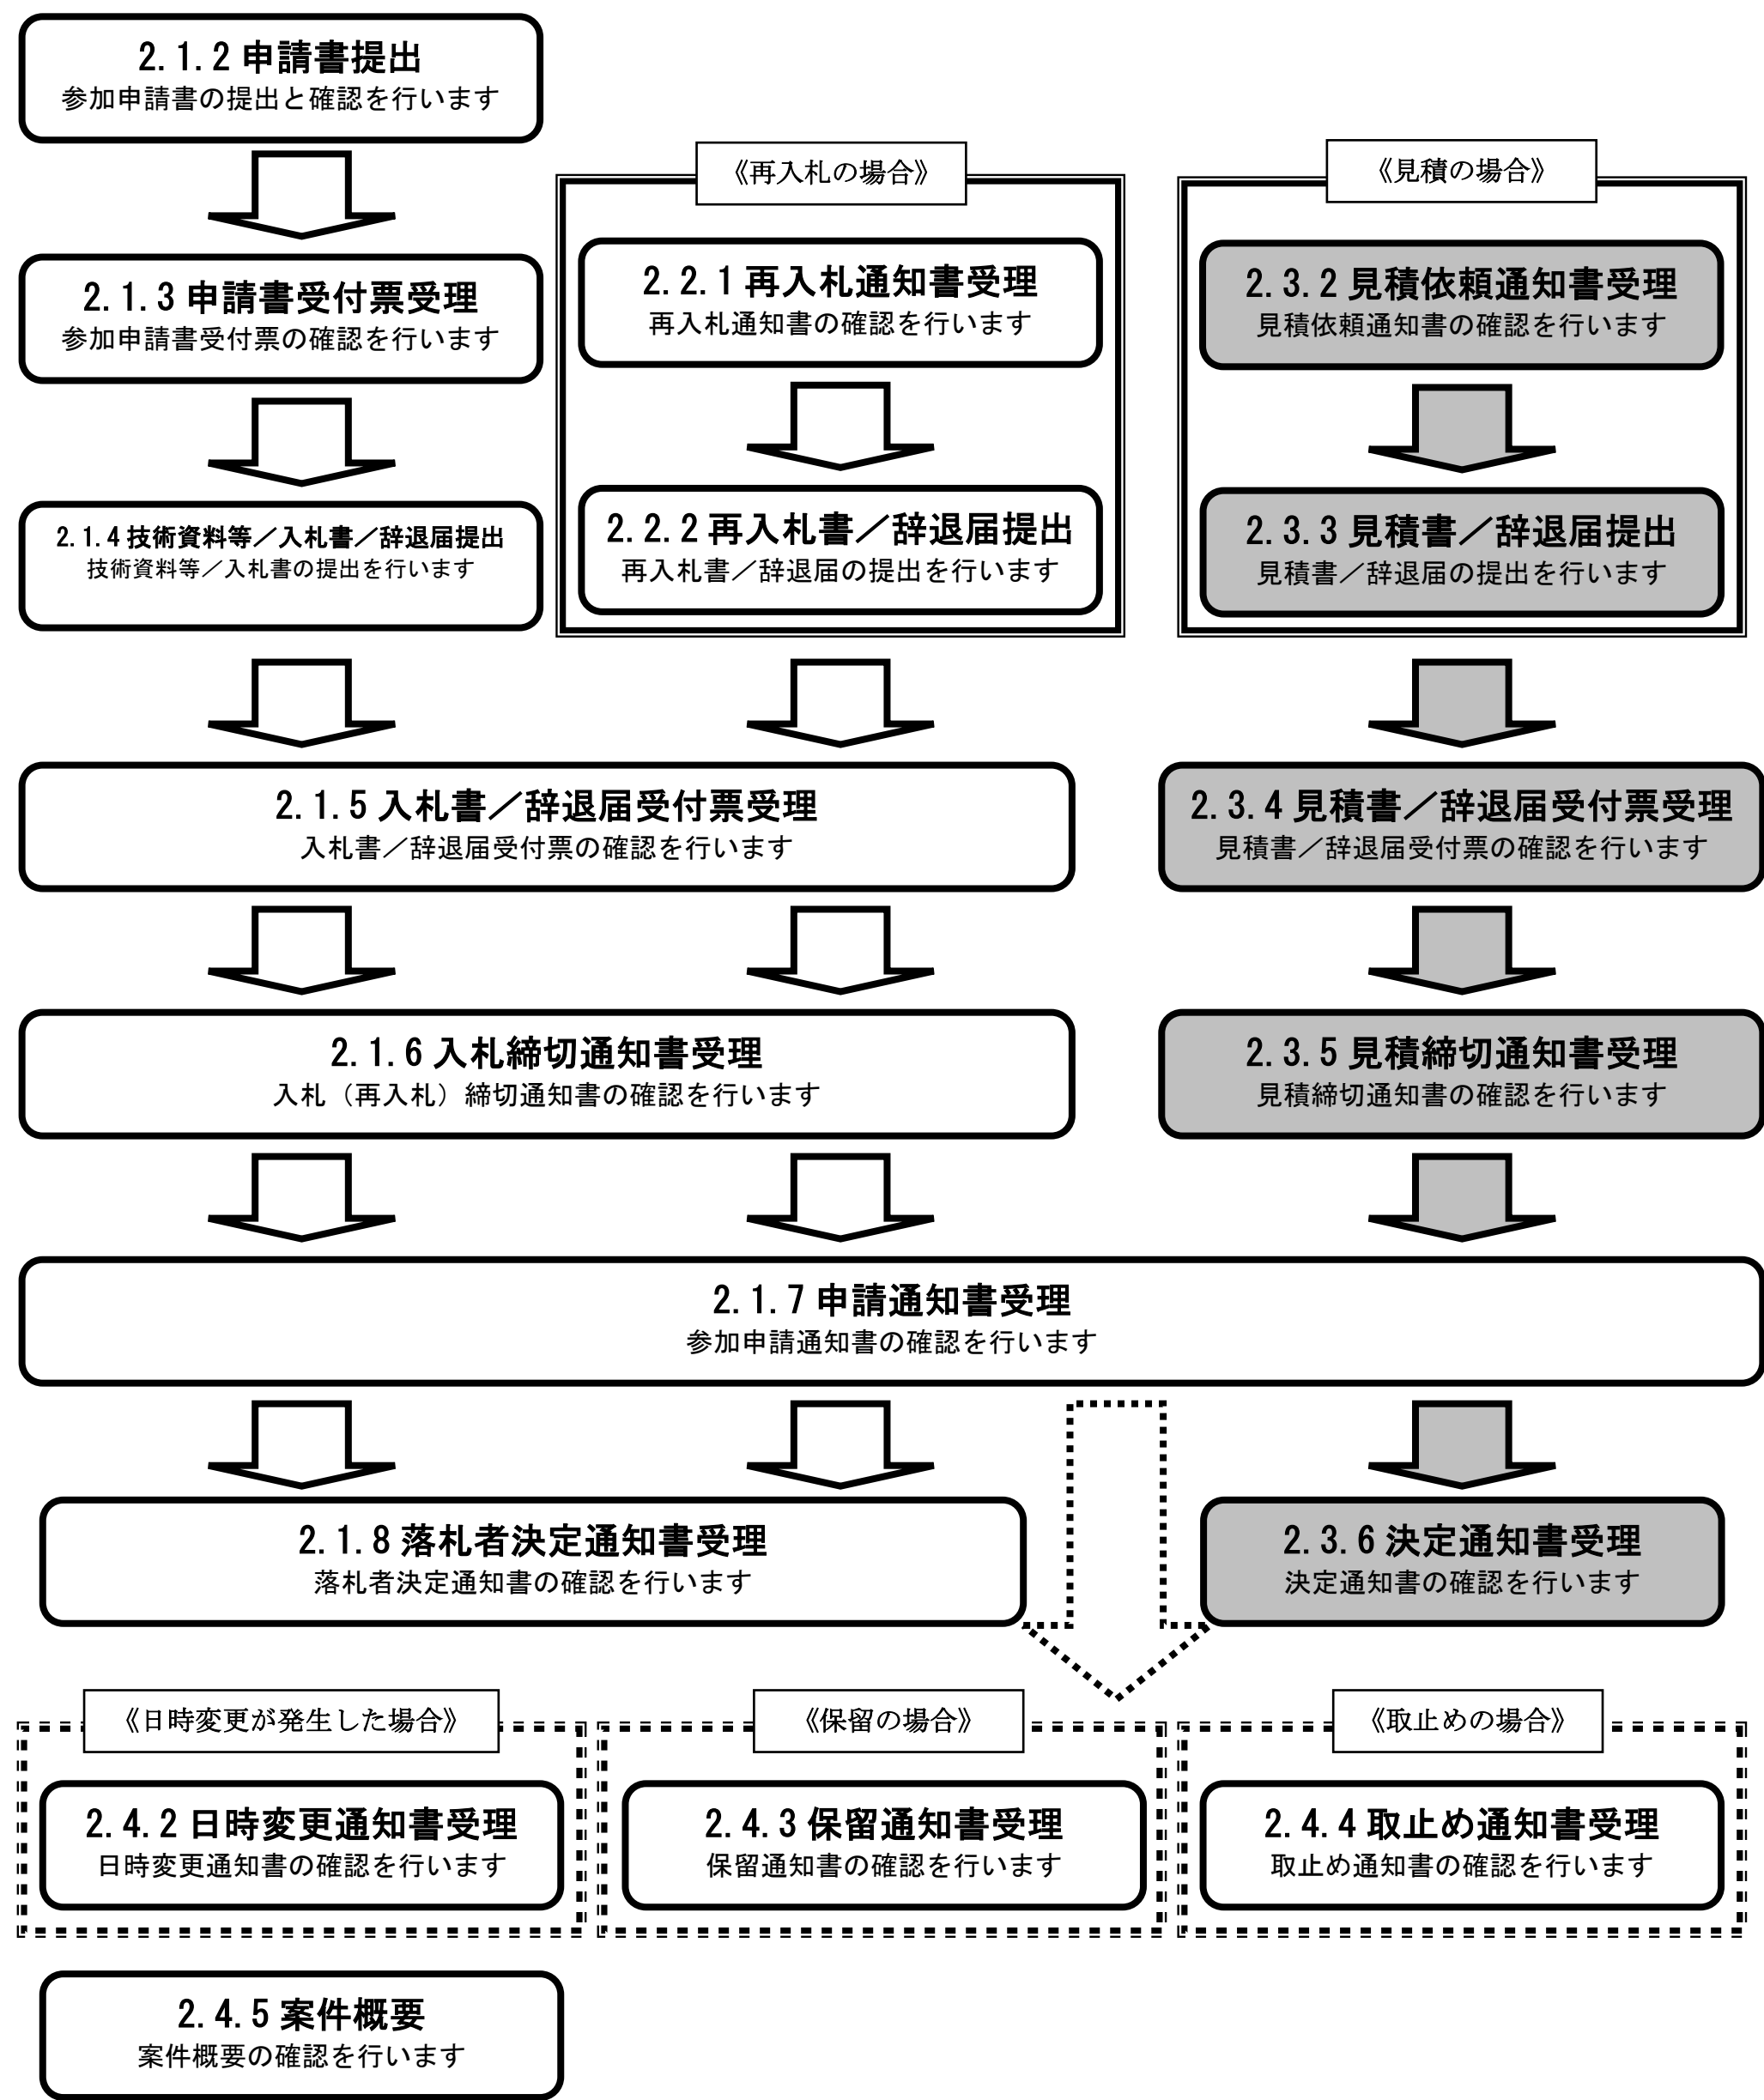 2.1.2 申請書提出
参加申請書の提出と確認を行います
2.1.3 申請書受付票受理
参加申請書受付票の確認を行います
2.1.4 技術資料等／入札書／辞退届提出
技術資料等／入札書の提出を行います
《再入札の場合》
2.2.1 再入札通知書受理
再入札通知書の確認を行います
2.2.2 再入札書／辞退届提出
再入札書／辞退届の提出を行います
《見積の場合》
2.3.2 見積依頼通知書受理
見積依頼通知書の確認を行います
2.3.3 見積書／辞退届提出
見積書／辞退届の提出を行います
2.1.5 入札書／辞退届受付票受理
入札書／辞退届受付票の確認を行います
2.3.4 見積書／辞退届受付票受理
見積書／辞退届受付票の確認を行います
2.1.6 入札締切通知書受理
入札（再入札）締切通知書の確認を行います
2.3.5 見積締切通知書受理
見積締切通知書の確認を行います
2.1.7 申請通知書受理
参加申請通知書の確認を行います
2.1.8 落札者決定通知書受理
落札者決定通知書の確認を行います
2.3.6 決定通知書受理
決定通知書の確認を行います
《日時変更が発生した場合》
2.4.2 日時変更通知書受理
日時変更通知書の確認を行います
《保留の場合》
2.4.3 保留通知書受理
保留通知書の確認を行います
《取止めの場合》
2.4.4 取止め通知書受理
取止め通知書の確認を行います
2.4.5 案件概要
案件概要の確認を行います